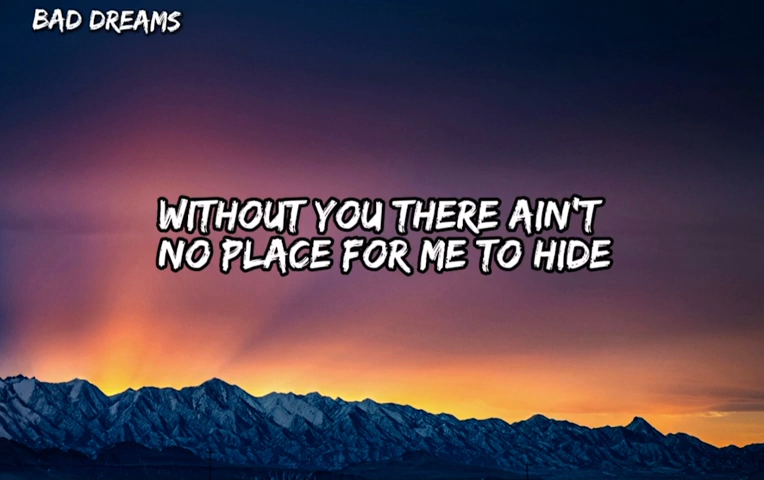 BAD DREAMS
WITHOUT YOU THERE AIN'T
NO PLACE FOR ME TO HIDE